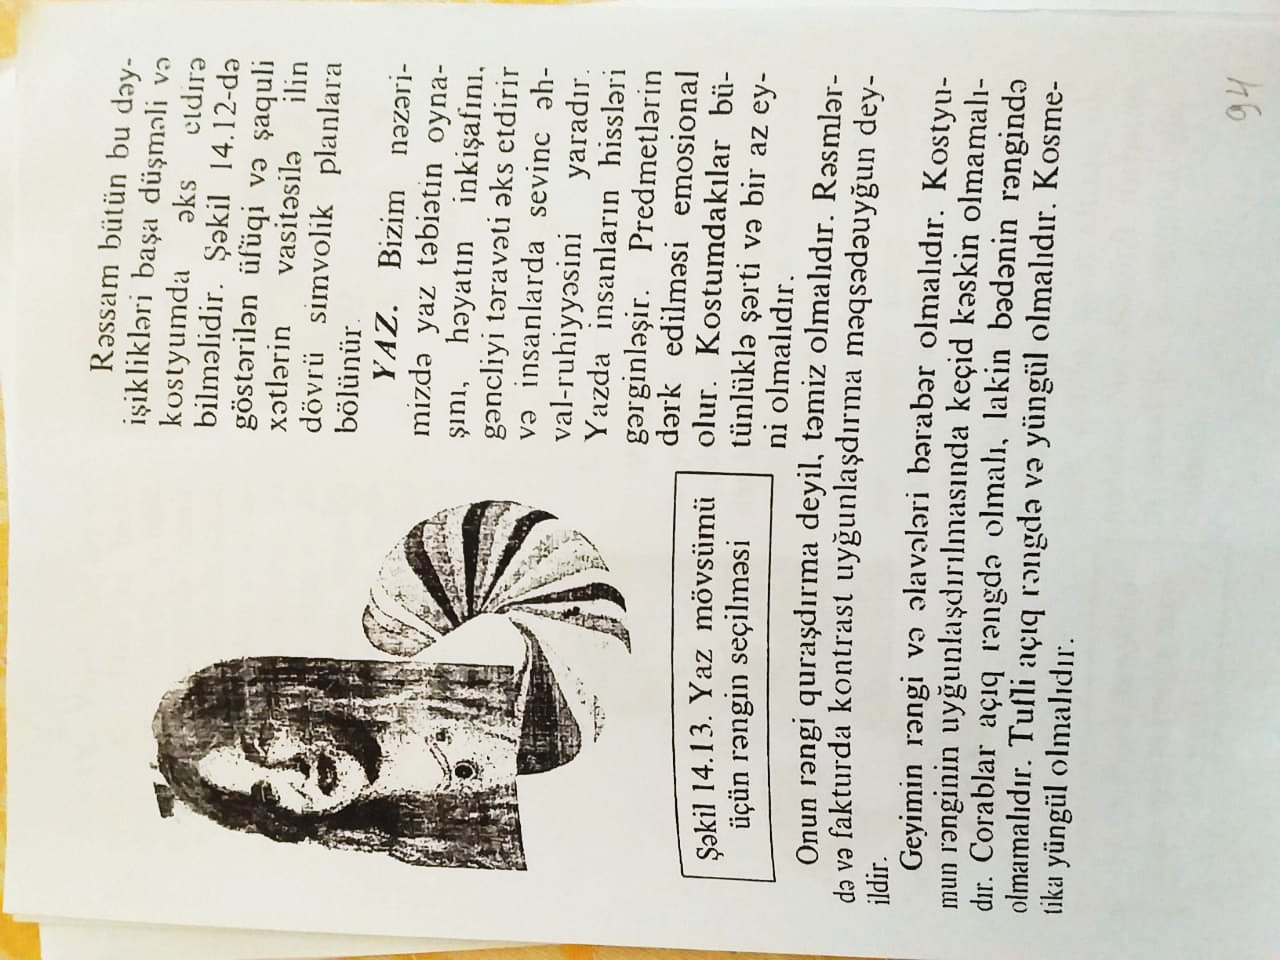 Rəssam bütün bu dəy-
işiklikləri başa düşməli və
kostyumunda əks etdirə
bilməlidir. Şəkil 14.12-də
göstərilən üfüqi və şaquli
xətlərin vasitəsilə ilin
dövrü simvolik planlara
bölünür.
YAZ. Bizim nəzəri-
mizdə yaz təbiətin oyna-
şını, həyatın inkişafını,
gəncliyi təravəti əks etdirir
və insanlarda sevinc əh-
val-ruhiyyəsini yaradır.
Yazda insanların hissləri
gərginləşir. Predmetlərin
dərk edilməsi emosional
olur. Kostumdakılar bü-
tünlüklə şərti və bir az ey-
ni olmalıdır.
Şəkil 14.13. Yaz mövsümü
üçün rəngin seçilməsi
Onun rəngi quraşdırma deyil, təmiz olmalıdır. Rəsmlər-
də və fakturda kontrast uyğunlaşdırma məqsədəuyğun dey-
ildir.
Geyimin rəngi və əlavələri bərabər olmalıdır. Kostyu-
mun rənginin uyğunlaşdırılmasında keçid kəskin olmamalı-
dır. Corablar açıq rəngdə olmalı, lakin bədənin rəngində
olmamalıdır. Tufli açıq rəngdə və yüngül olmalıdır. Kosme-
tika yüngül olmalıdır.
94